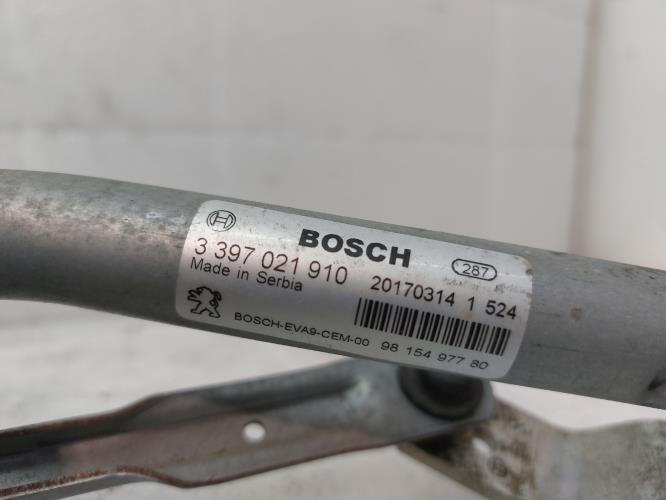 BOSCH
287
3 397 021 910
Made in Serbia
20170314 1 524
BOSCH-EVA9-CEM-00
98 154 977 80